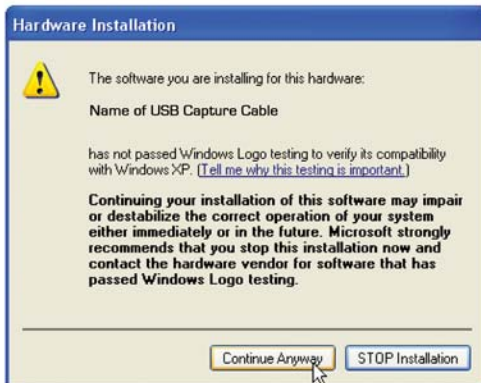 Hardware Installation
The software you are installing for this hardware:
Name of USB Capture Cable
has not passed Windows Logo testing to verify its compatibility
with Windows XP. (Tell me why this testing is important.)
Continuing your installation of this software may impair
or destabilize the correct operation of your system
either immediately or in the future. Microsoft strongly
recommends that you stop this installation now and
contact the hardware vendor for software that has
passed Windows Logo testing.
Continue Anyway
STOP Installation